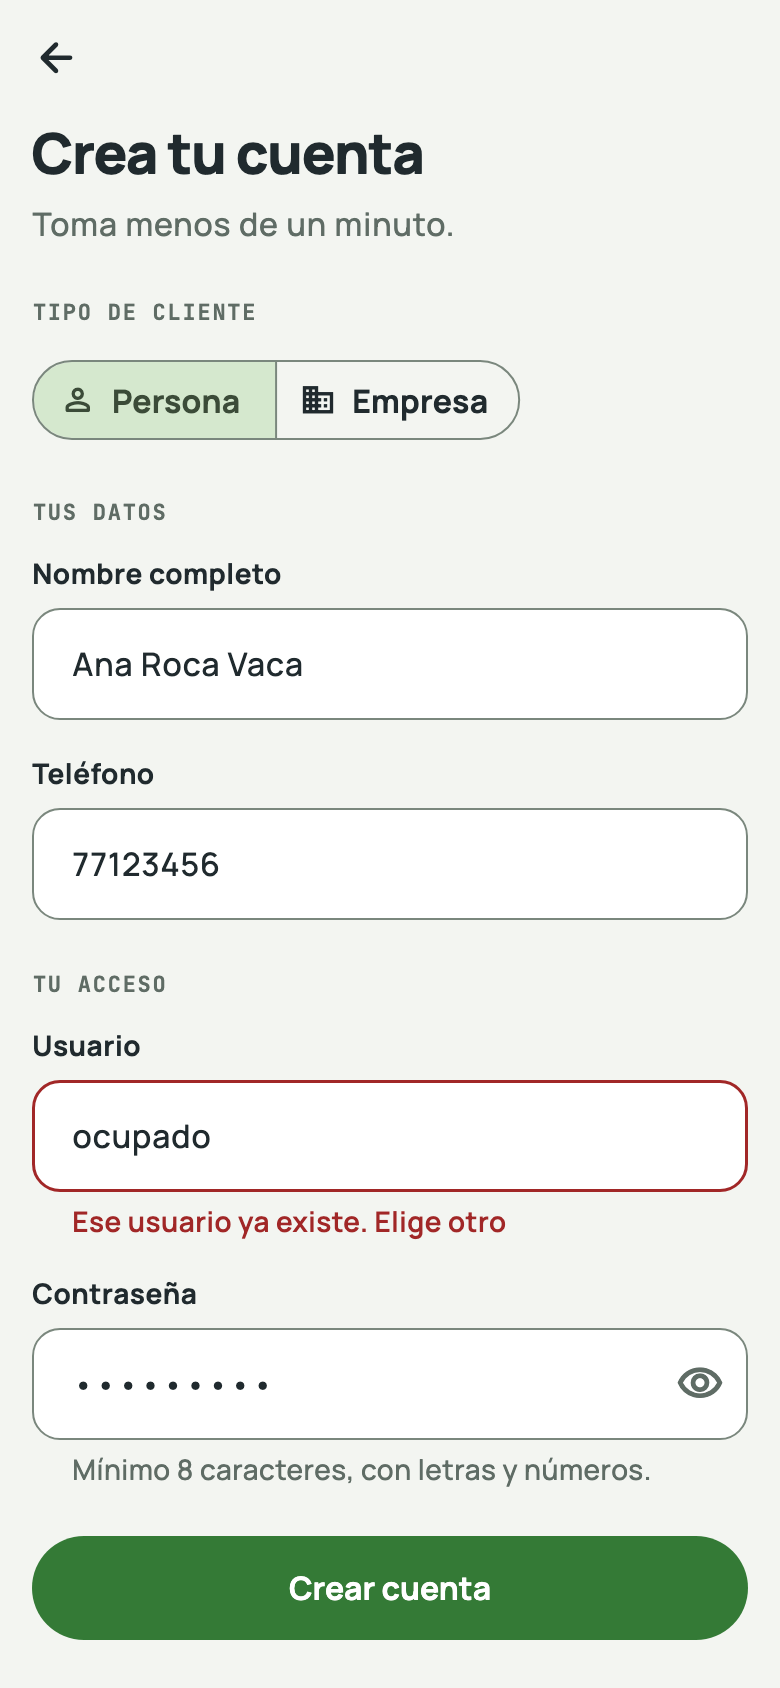 Crea tu cuenta
Toma menos de un minuto.
TIPO DE CLIENTE
Persona
Empresa
TUS DATOS
Nombre completo
Ana Roca Vaca
Teléfono
77123456
TU ACCESO
Usuario
ocupado
Ese usuario ya existe. Elige otro
Contraseña
•••••••••
Mínimo 8 caracteres, con letras y números.
Crear cuenta